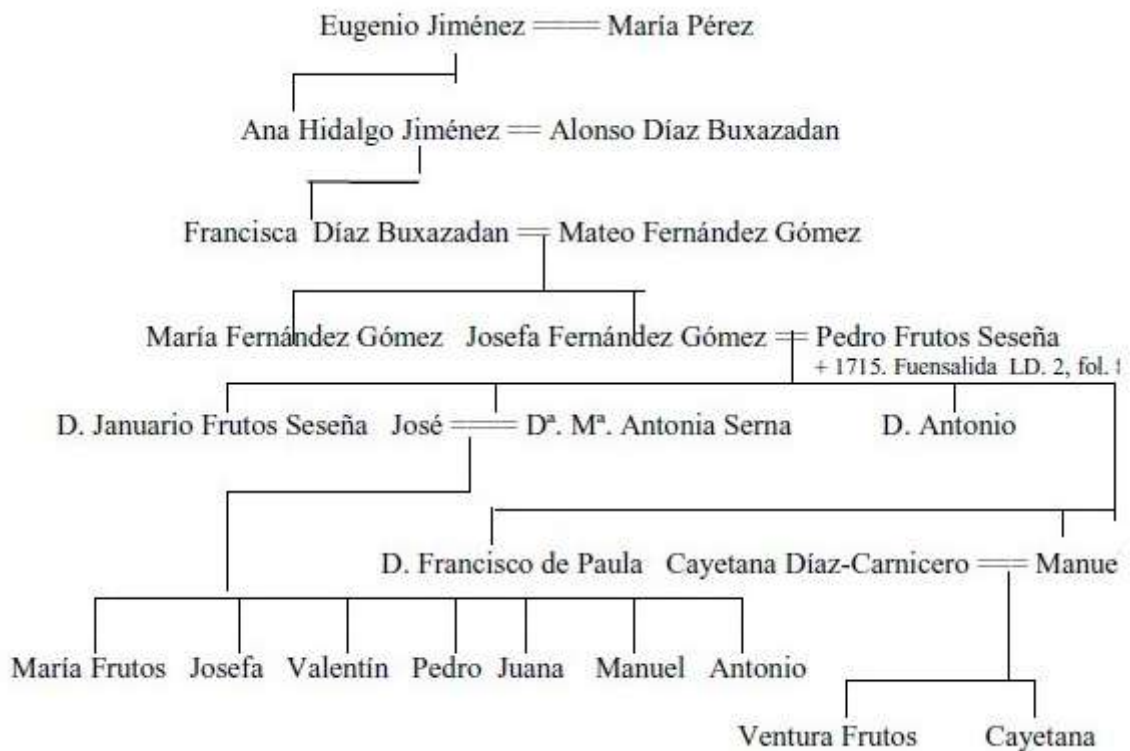 Eugenio Jiménez ==== María Pérez
Ana Hidalgo Jiménez == Alonso Díaz Buxazadan
Francisca Díaz Buxazadan == Mateo Fernández Gómez
María Fernández Gómez Josefa Fernández Gómez == Pedro Frutos Seseña
+ 1715. Fuensalida LD. 2, fol.
D. Januario Frutos Seseña José ==== Dª. Mª. Antonia Serna D. Antonio
D. Francisco de Paula Cayetana Díaz-Carnicero === Manue
María Frutos Josefa Valentín Pedro Juana Manuel Antonio
Ventura Frutos Cayetana